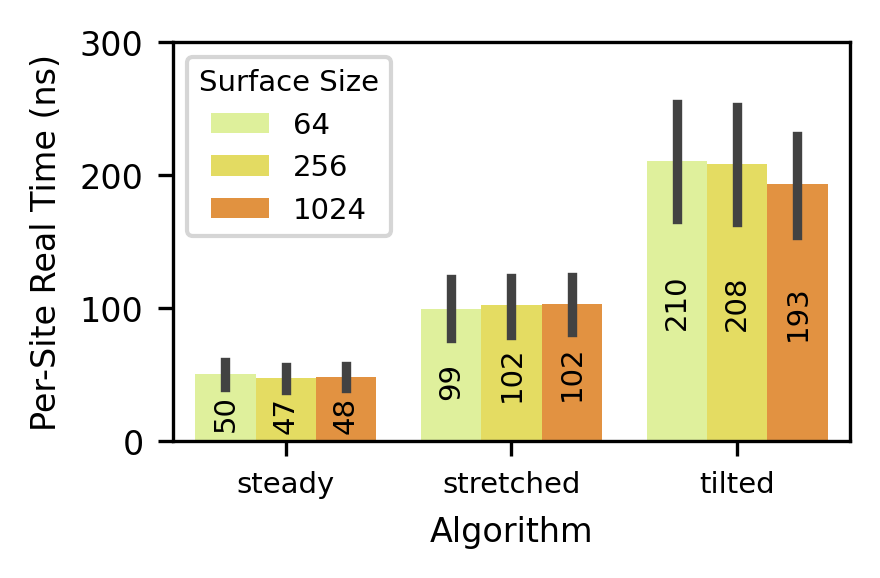 Per-Site Real Time (ns)
300
200
100
0
Surface Size
64
256
1024
50
47
48
99
102
102
210
208
193
steady
stretched
tilted
Algorithm